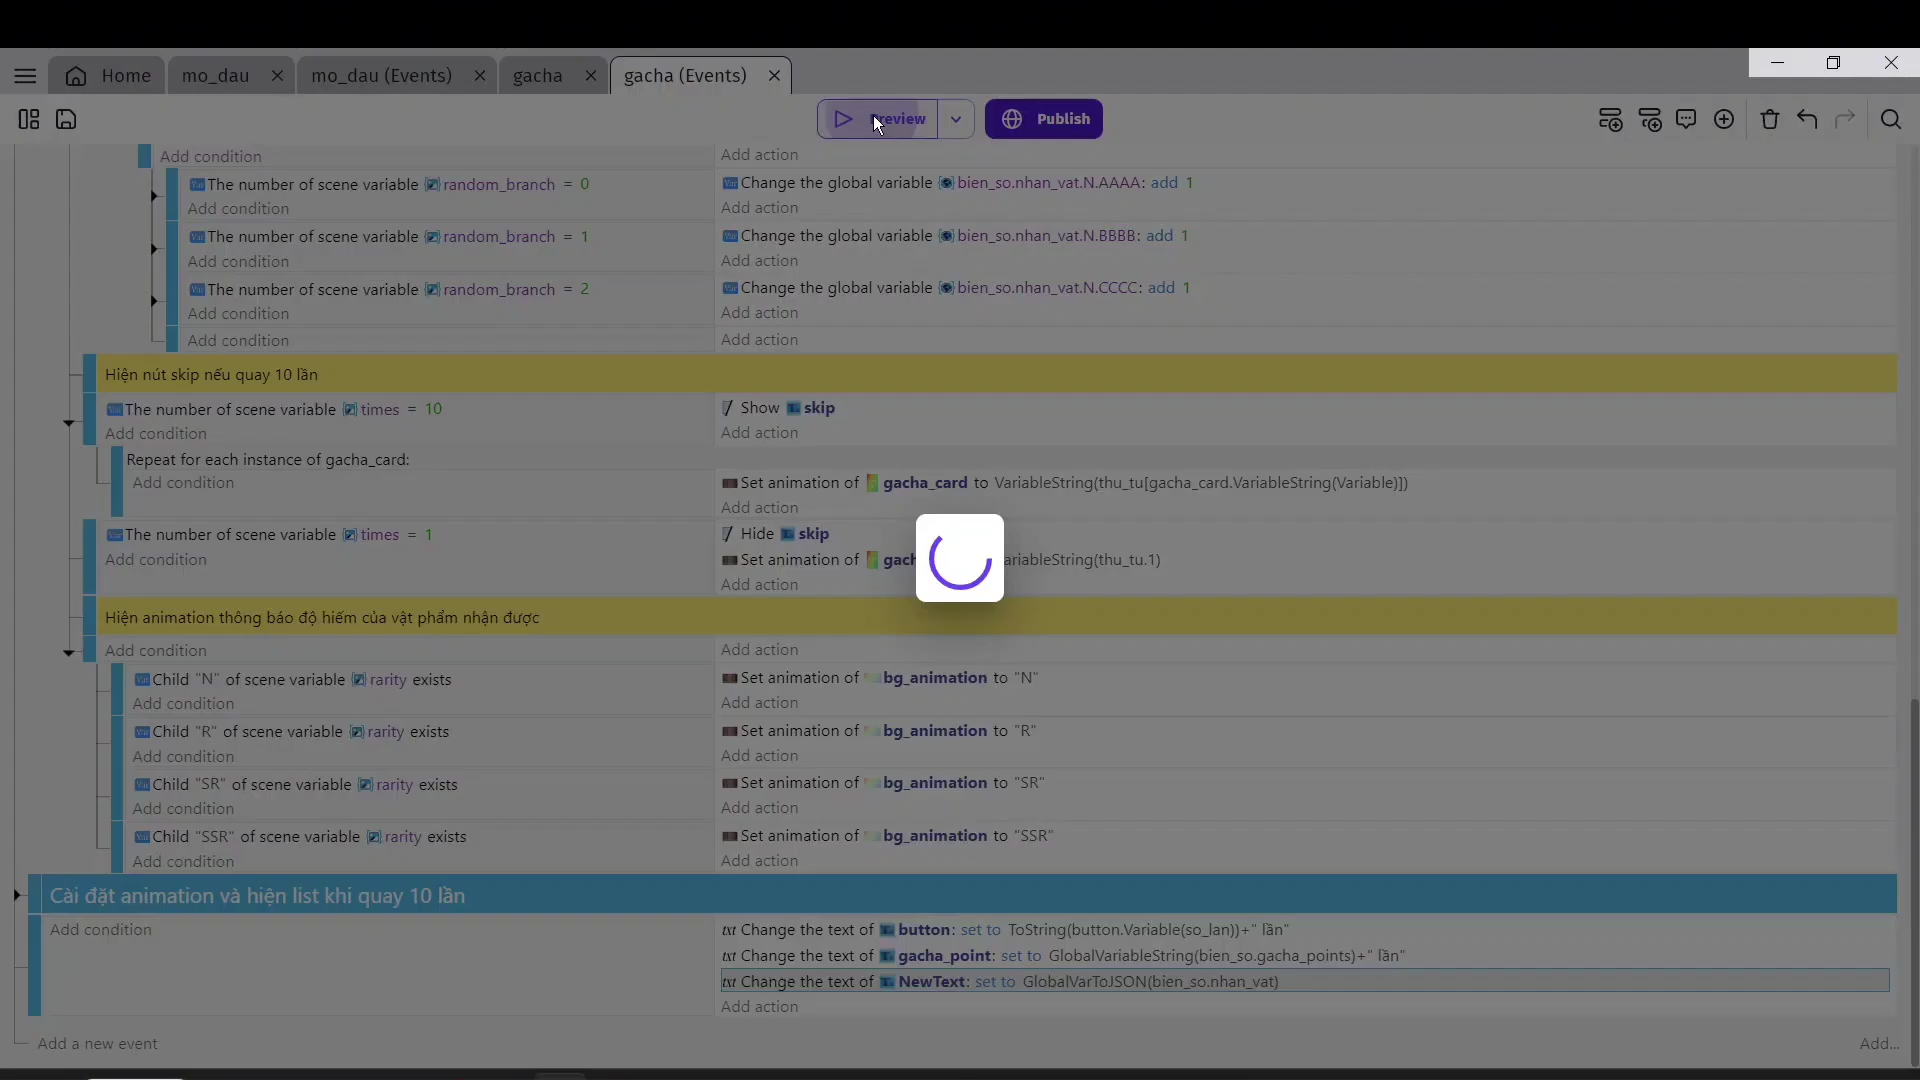 Home mo_dau mo_dau (Events) gacha gacha (Events)
Preview Publish
Add condition Add action
The number of scene variable random_branch = 0 Change the global variable bien_so.nhan_vat.N.AAAA: add 1
Add condition Add action
The number of scene variable random_branch = 1 Change the global variable bien_so.nhan_vat.N.BBBB: add 1
Add condition Add action
The number of scene variable random_branch = 2 Change the global variable bien_so.nhan_vat.N.CCCC: add 1
Add condition Add action
Add condition Add action
Hiện nút skip nếu quay 10 lần
The number of scene variable times = 10 Show skip
Add condition Add action
Repeat for each instance of gacha_card:
Add condition Set animation of gacha_card to VariableString(thu_tu[gacha_card.VariableString(Variable)])
Add action
The number of scene variable times = 1 Hide skip
Add condition Set animation of gach ariableString(thu_tu.1)
Add action
Hiện animation thông báo độ hiếm của vật phẩm nhận được
Add condition Add action
Child "N" of scene variable rarity exists Set animation of bg_animation to "N"
Add condition Add action
Child "R" of scene variable rarity exists Set animation of bg_animation to "R"
Add condition Add action
Child "SR" of scene variable rarity exists Set animation of bg_animation to "SR"
Add condition Add action
Child "SSR" of scene variable rarity exists Set animation of bg_animation to "SSR"
Add condition Add action
Cài đặt animation và hiện list khi quay 10 lần
Add condition txt Change the text of button: set to ToString(button.Variable(so_lan))+" lần"
txt Change the text of gacha_point: set to GlobalVariableString(bien_so.gacha_points)+" lần"
txt Change the text of NewText: set to GlobalVarToJSON(bien_so.nhan_vat)
Add action
Add a new event Add...